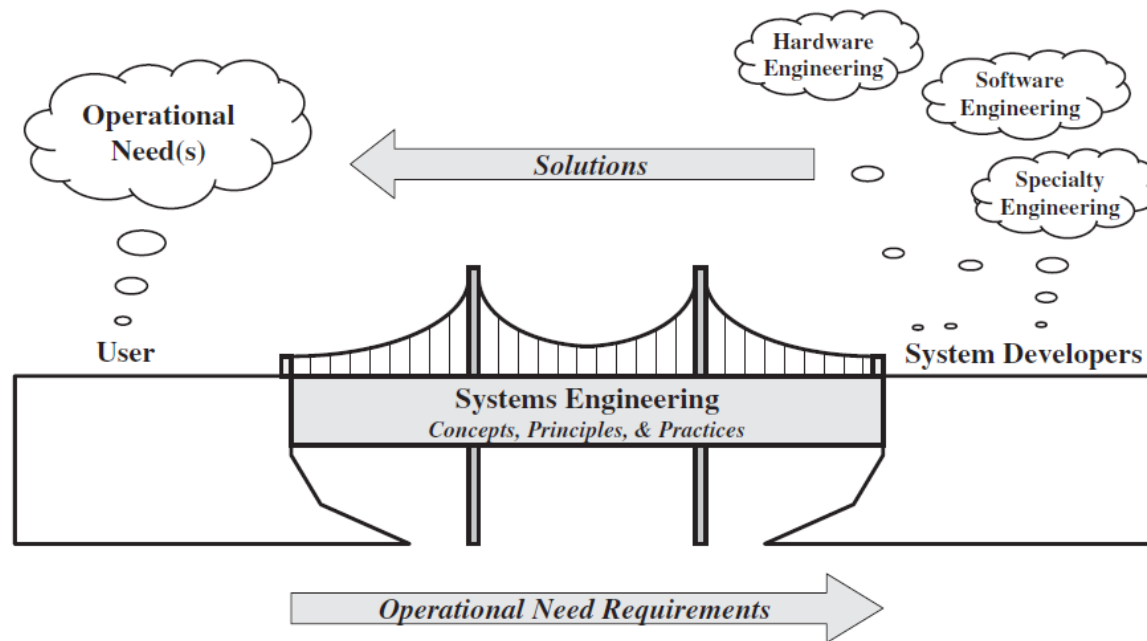 Hardware
Engineering
Software
Engineering
Specialty
Engineering
Operational
Need(s)
Solutions
User
System Developers
Systems Engineering
Concepts, Principles, & Practices
Operational Need Requirements